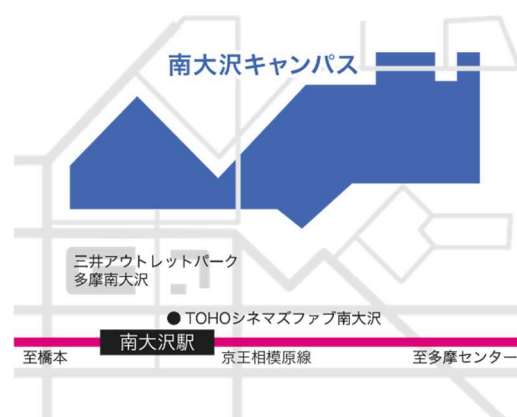 南大沢キャンパス
三井アウトレットパーク
多摩南大沢
TOHOシネマズファブ南大沢
南大沢駅
至橋本
京王相模原線
至多摩センター